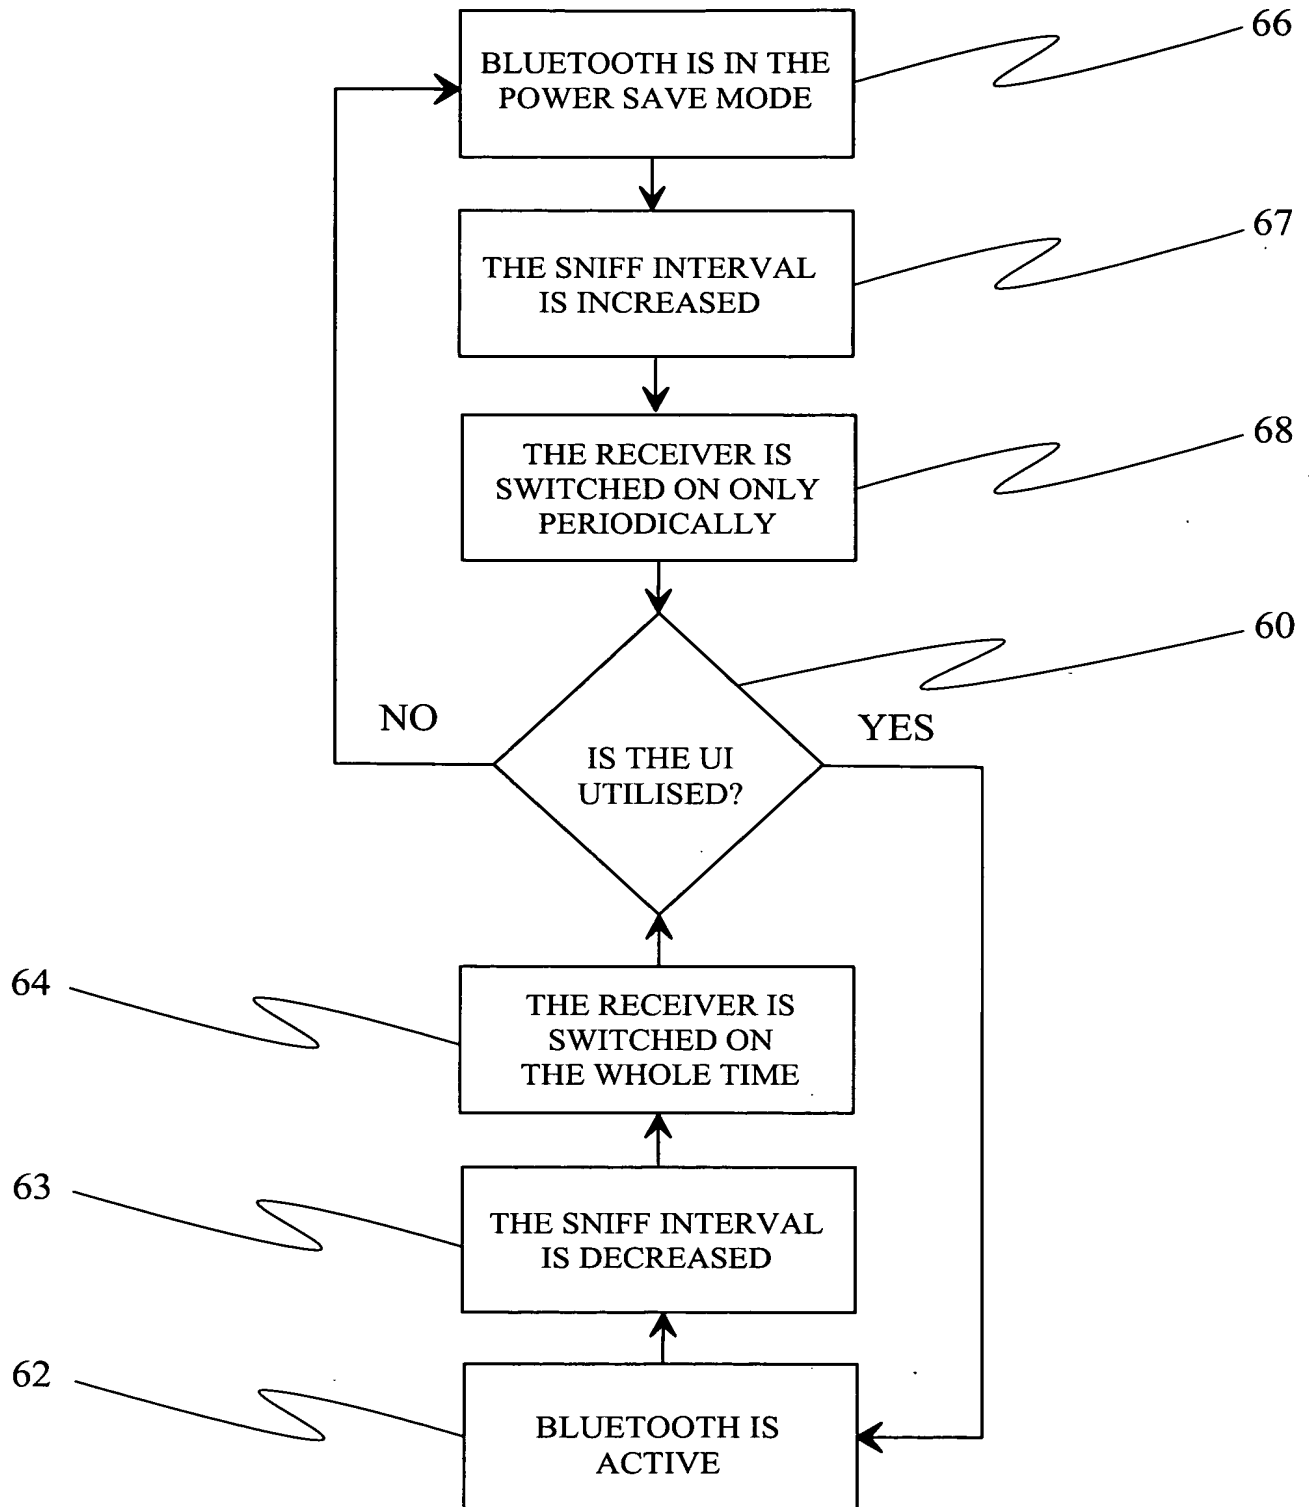 66
BLUETOOTH IS IN THE
POWER SAVE MODE
67
THE SNIFF INTERVAL
IS INCREASED
68
THE RECEIVER IS
SWITCHED ON ONLY
PERIODICALLY
60
NO
YES
IS THE UI
UTILISED?
64
THE RECEIVER IS
SWITCHED ON
THE WHOLE TIME
63
THE SNIFF INTERVAL
IS DECREASED
62
BLUETOOTH IS
ACTIVE